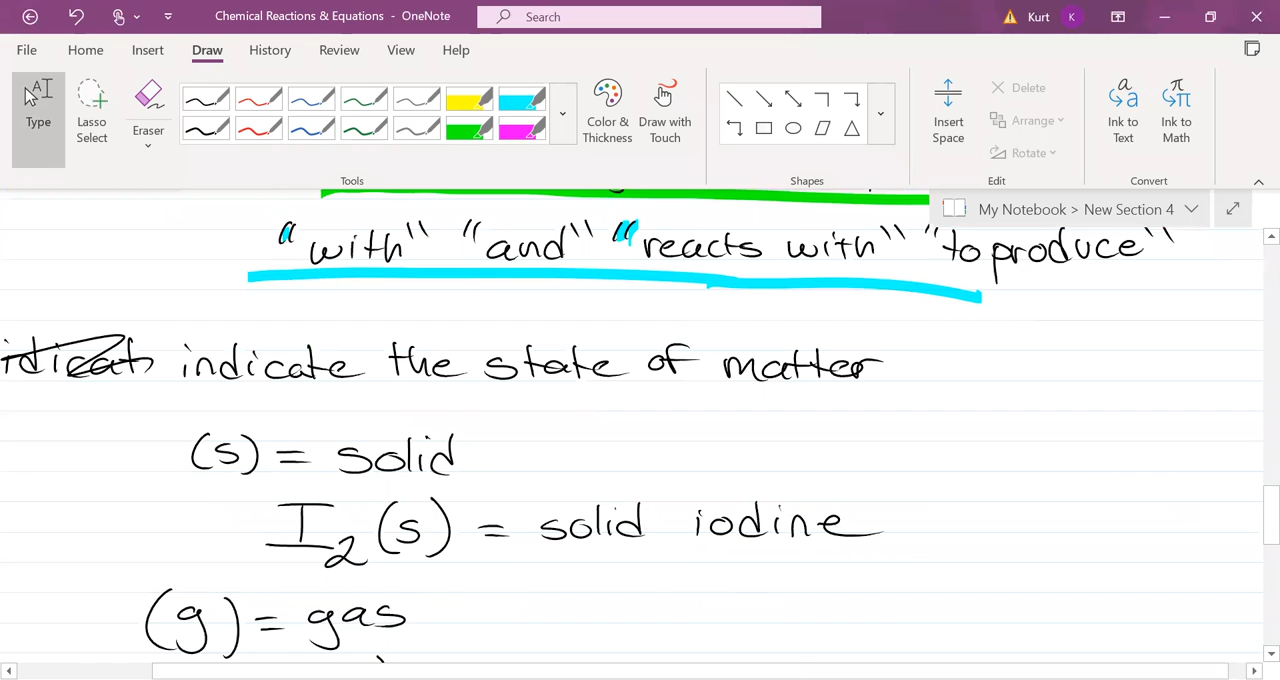 Chemical Reactions & Equations - OneNote
Search
Kurt
K
File Home Insert Draw History Review View Help
Type
Lasso Select
Eraser
Color & Thickness
Draw with Touch
Insert Space
Delete
Arrange
Rotate
Ink to Text
Ink to Math
Tools
Shapes
Edit
Convert
My Notebook > New Section 4
"with" "and" "reacts with" "to produce"
indicate the state of matter
(s) = solid
I₂ (s) = solid iodine
(g) = gas